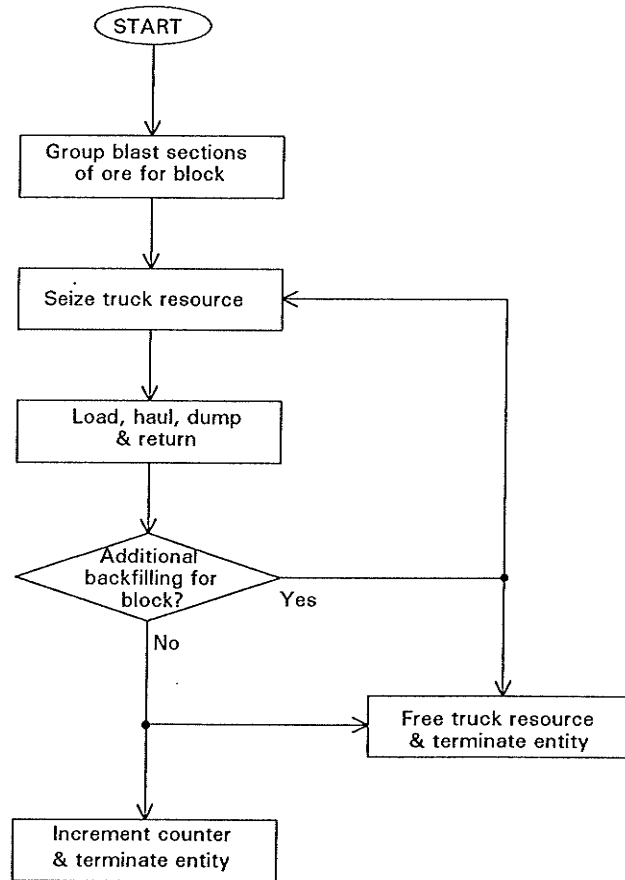 START
Group blast sections
of ore for block
Seize truck resource
Load, haul, dump
& return
Additional
backfilling for
block?
Yes
No
Free truck resource
& terminate entity
Increment counter
& terminate entity